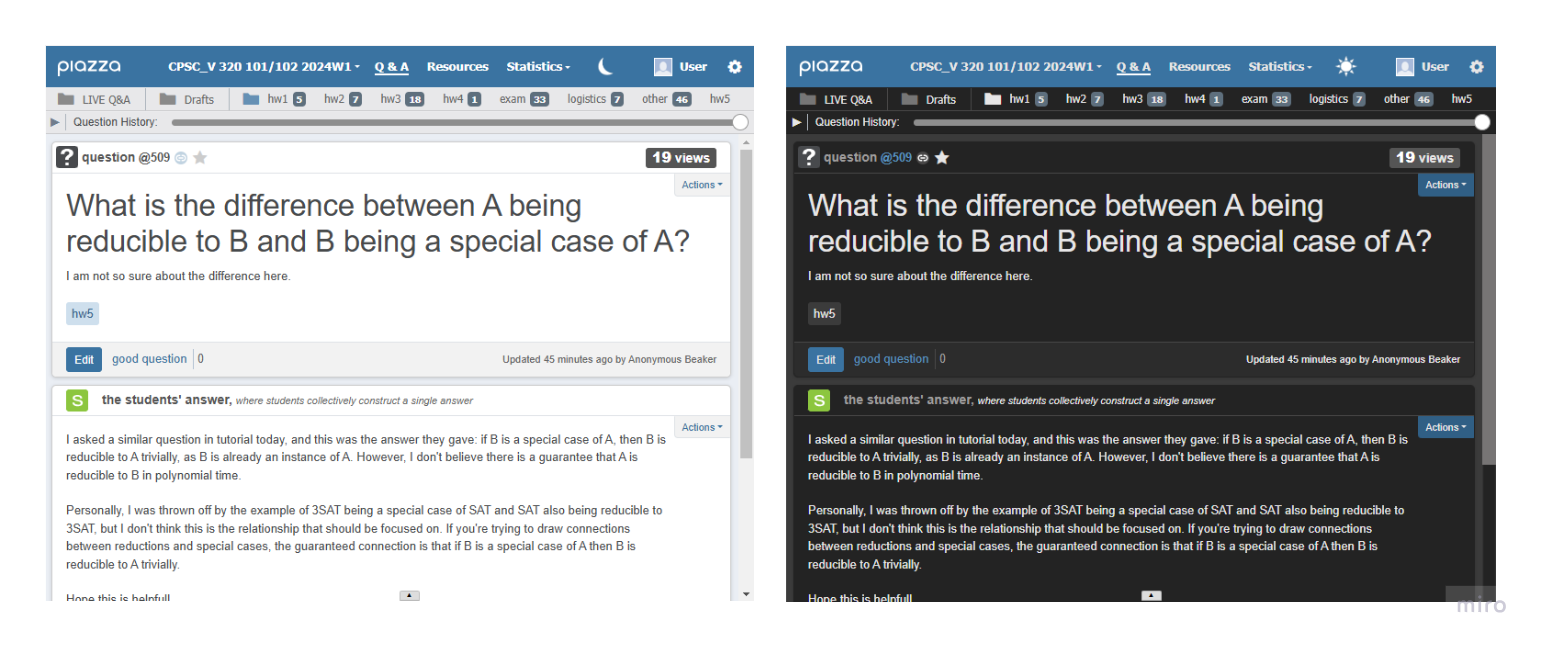 piazza CPSC_V 320 101/102 2024W1 Q & A Resources Statistics User
LIVE Q&A Drafts hw1 5 hw2 7 hw3 18 hw4 1 exam 33 logistics 7 other 46 hw5
Question History:
? question @509 19 views
Actions
What is the difference between A being
reducible to B and B being a special case of A?
I am not so sure about the difference here.
hw5
Edit good question 0 Updated 45 minutes ago by Anonymous Beaker
S the students' answer, where students collectively construct a single answer
Actions
I asked a similar question in tutorial today, and this was the answer they gave: if B is a special case of A, then B is
reducible to A trivially, as B is already an instance of A. However, I don't believe there is a guarantee that A is
reducible to B in polynomial time.
Personally, I was thrown off by the example of 3SAT being a special case of SAT and SAT also being reducible to
3SAT, but I don't think this is the relationship that should be focused on. If you're trying to draw connections
between reductions and special cases, the guaranteed connection is that if B is a special case of A then B is
reducible to A trivially.
Hope this is helpful!
piazza CPSC_V 320 101/102 2024W1 Q & A Resources Statistics User
LIVE Q&A Drafts hw1 5 hw2 7 hw3 18 hw4 1 exam 33 logistics 7 other 46 hw5
Question History:
? question @509 19 views
Actions
What is the difference between A being
reducible to B and B being a special case of A?
I am not so sure about the difference here.
hw5
Edit good question 0 Updated 45 minutes ago by Anonymous Beaker
S the students' answer, where students collectively construct a single answer
Actions
I asked a similar question in tutorial today, and this was the answer they gave: if B is a special case of A, then B is
reducible to A trivially, as B is already an instance of A. However, I don't believe there is a guarantee that A is
reducible to B in polynomial time.
Personally, I was thrown off by the example of 3SAT being a special case of SAT and SAT also being reducible to
3SAT, but I don't think this is the relationship that should be focused on. If you're trying to draw connections
between reductions and special cases, the guaranteed connection is that if B is a special case of A then B is
reducible to A trivially.
Hope this is helpful!
miro